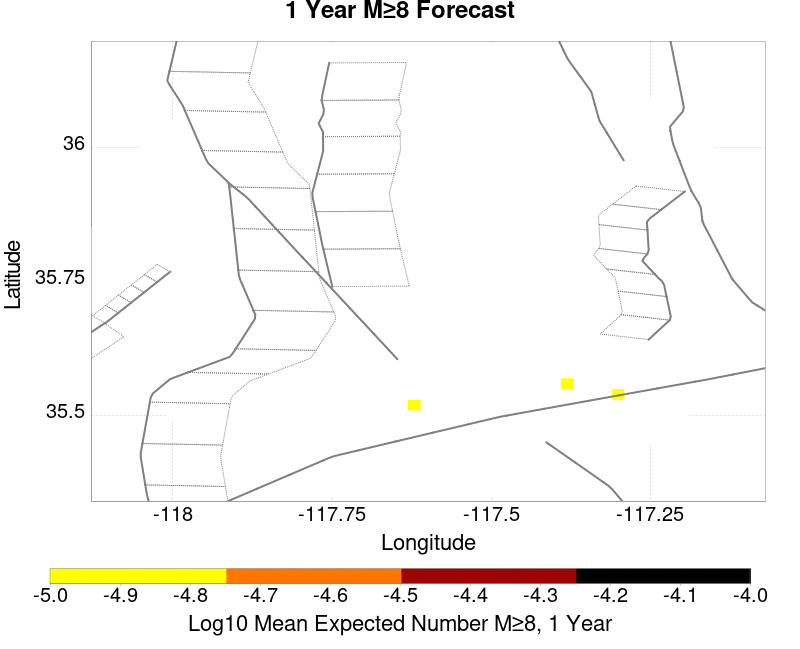 1 Year M≥8 Forecast
36
35.75
35.5
Latitude
-118 -117.75 -117.5 -117.25
Longitude
-5.0 -4.9 -4.8 -4.7 -4.6 -4.5 -4.4 -4.3 -4.2 -4.1 -4.0
Log10 Mean Expected Number M≥8, 1 Year